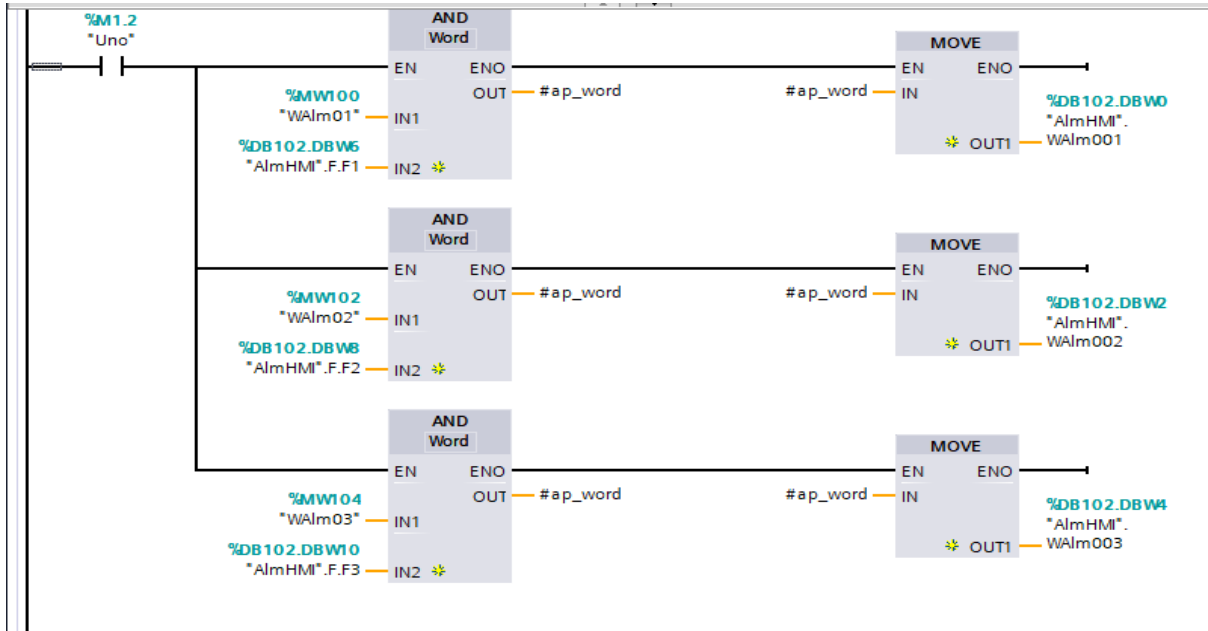 %M1.2
"Uno"
AND
Word
EN ENO
%MW100
"WAlm01"
IN1
OUT
#ap_word
%DB102.DBW6
"AlmHMI".F.F1
IN2
MOVE
EN ENO
#ap_word
IN
OUT1
%DB102.DBW0
"AlmHMI".
WAlm001
AND
Word
EN ENO
%MW102
"WAlm02"
IN1
OUT
#ap_word
%DB102.DBW8
"AlmHMI".F.F2
IN2
MOVE
EN ENO
#ap_word
IN
OUT1
%DB102.DBW2
"AlmHMI".
WAlm002
AND
Word
EN ENO
%MW104
"WAlm03"
IN1
OUT
#ap_word
%DB102.DBW10
"AlmHMI".F.F3
IN2
MOVE
EN ENO
#ap_word
IN
OUT1
%DB102.DBW4
"AlmHMI".
WAlm003